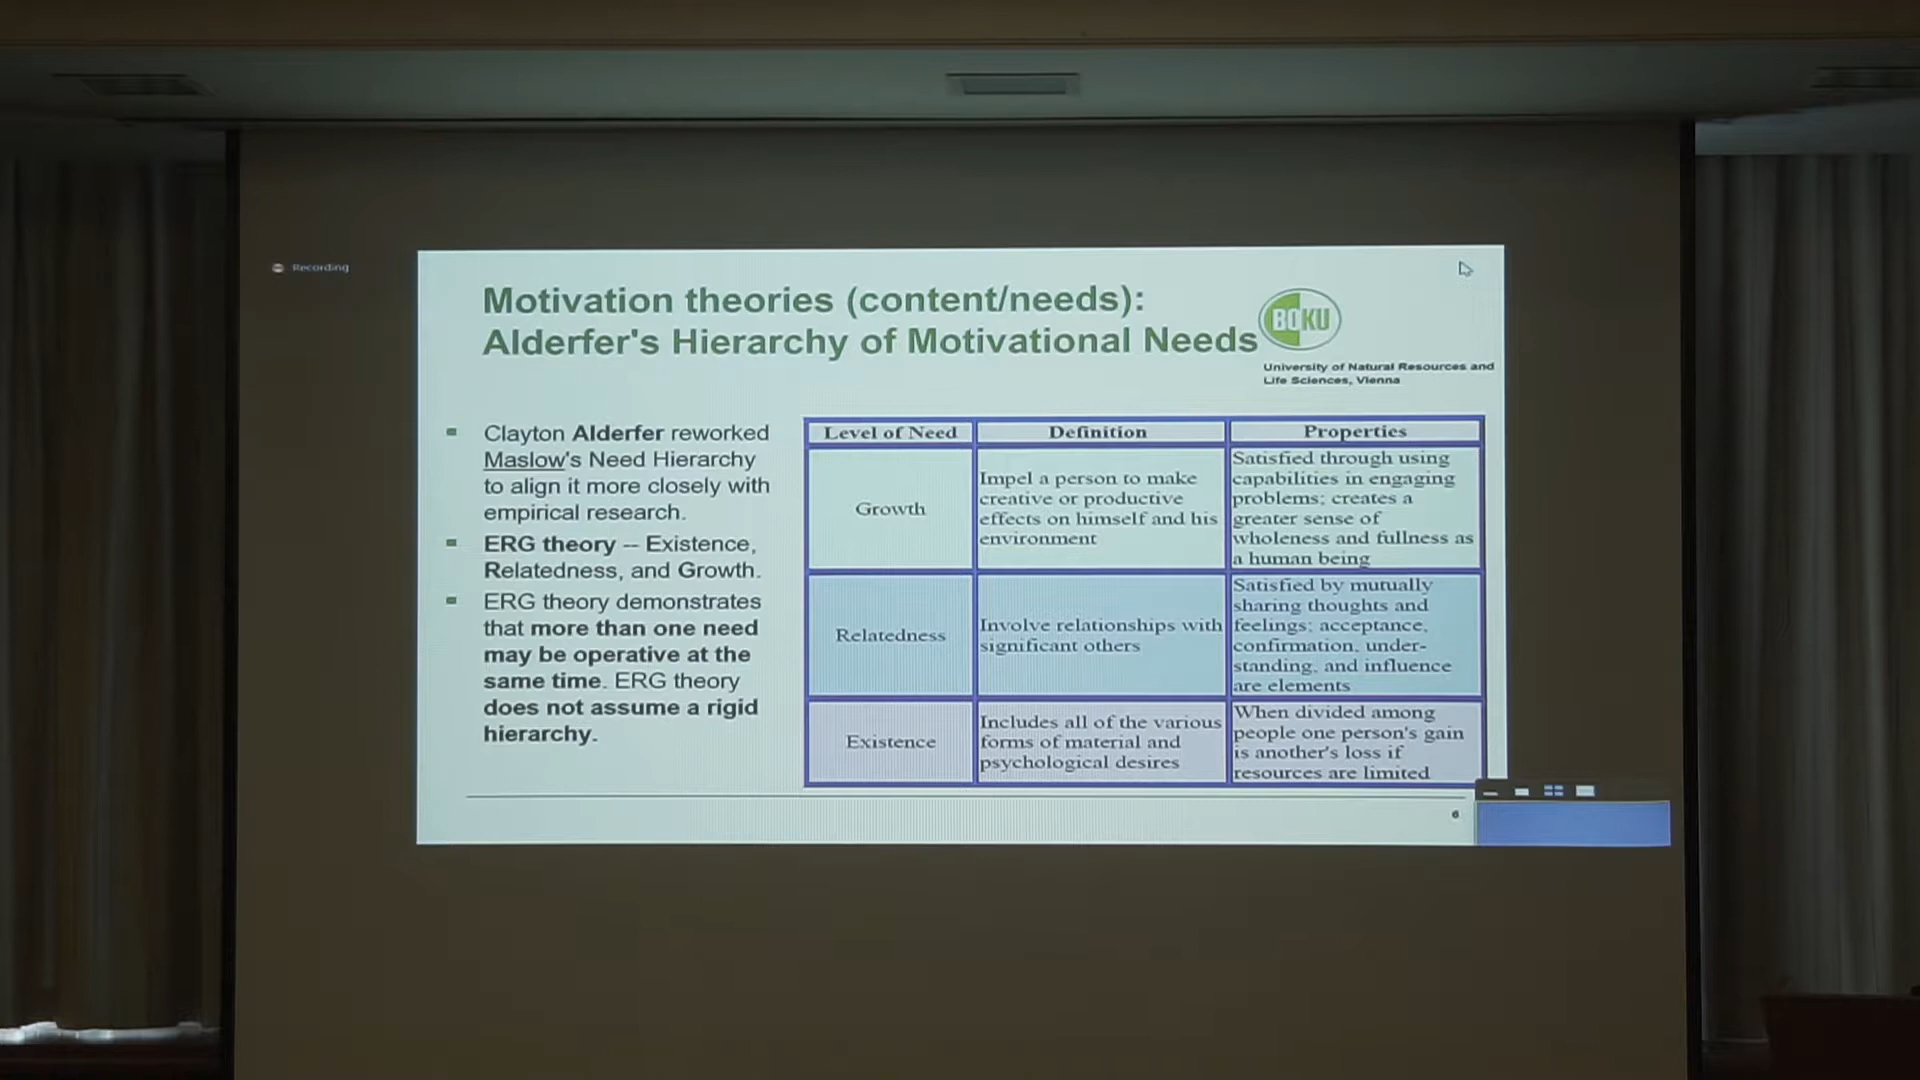 Recording
Motivation theories (content/needs):
Alderfer's Hierarchy of Motivational Needs
BOKU
University of Natural Resources and
Life Sciences, Vienna
Clayton Alderfer reworked
Maslow's Need Hierarchy
to align it more closely with
empirical research.
ERG theory -- Existence,
Relatedness, and Growth.
ERG theory demonstrates
that more than one need
may be operative at the
same time. ERG theory
does not assume a rigid
hierarchy.
Level of Need
Definition
Properties
Growth
Impel a person to make
creative or productive
effects on himself and his
environment
Satisfied through using
capabilities in engaging
problems; creates a
greater sense of
wholeness and fullness as
a human being
Relatedness
Involve relationships with
significant others
Satisfied by mutually
sharing thoughts and
feelings; acceptance,
confirmation, under-
standing, and influence
are elements
Existence
Includes all of the various
forms of material and
psychological desires
When divided among
people one person's gain
is another's loss if
resources are limited
6